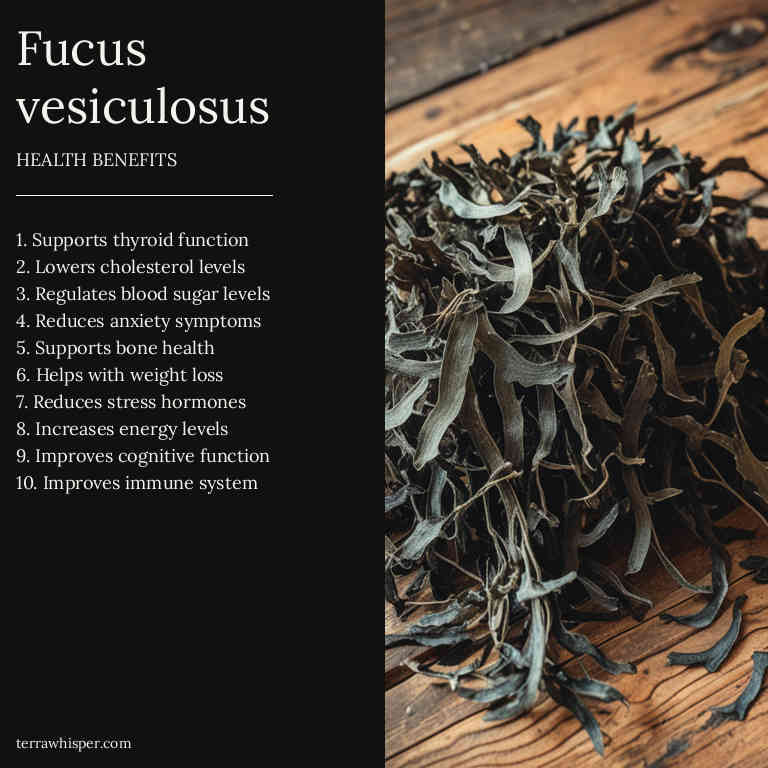 Fucus
vesiculosus
HEALTH BENEFITS
1. Supports thyroid function
2. Lowers cholesterol levels
3. Regulates blood sugar levels
4. Reduces anxiety symptoms
5. Supports bone health
6. Helps with weight loss
7. Reduces stress hormones
8. Increases energy levels
9. Improves cognitive function
10. Improves immune system
terrawhisper.com